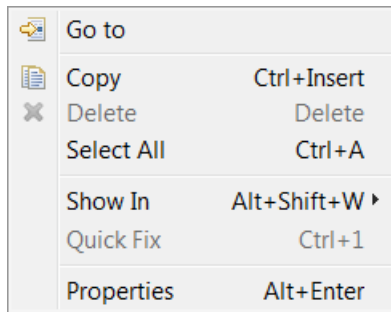 Go to
Copy Ctrl+Insert
Delete Delete
Select All Ctrl+A
Show In Alt+Shift+W
Quick Fix Ctrl+1
Properties Alt+Enter